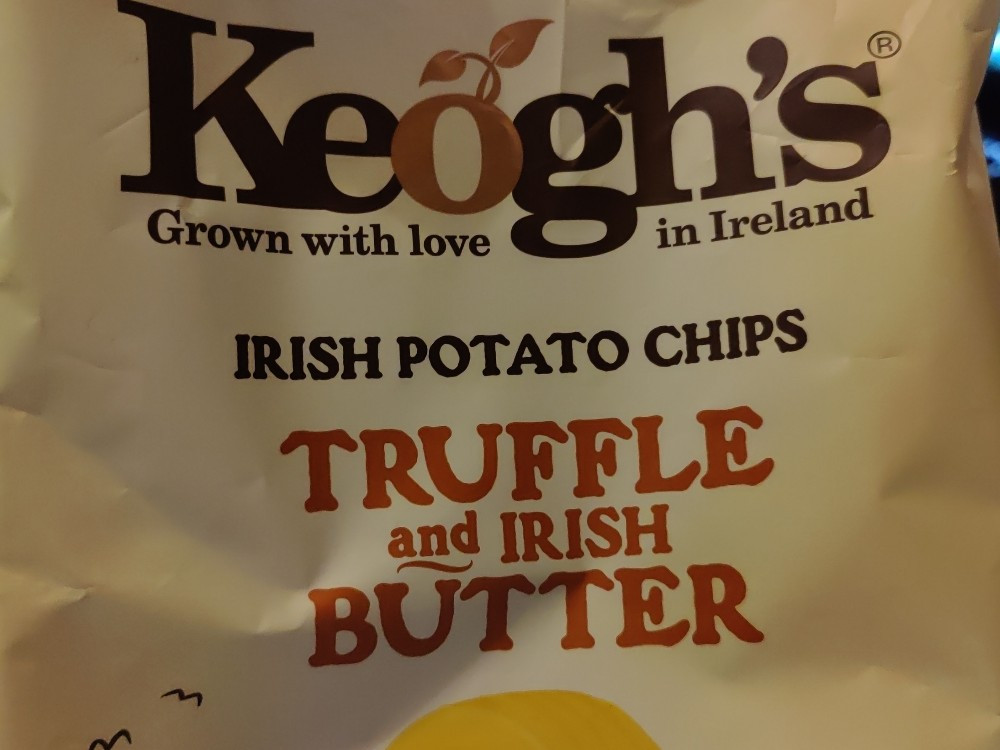 Keogh's®
Grown with love in Ireland
IRISH POTATO CHIPS
TRUFFLE
and IRISH
BUTTER